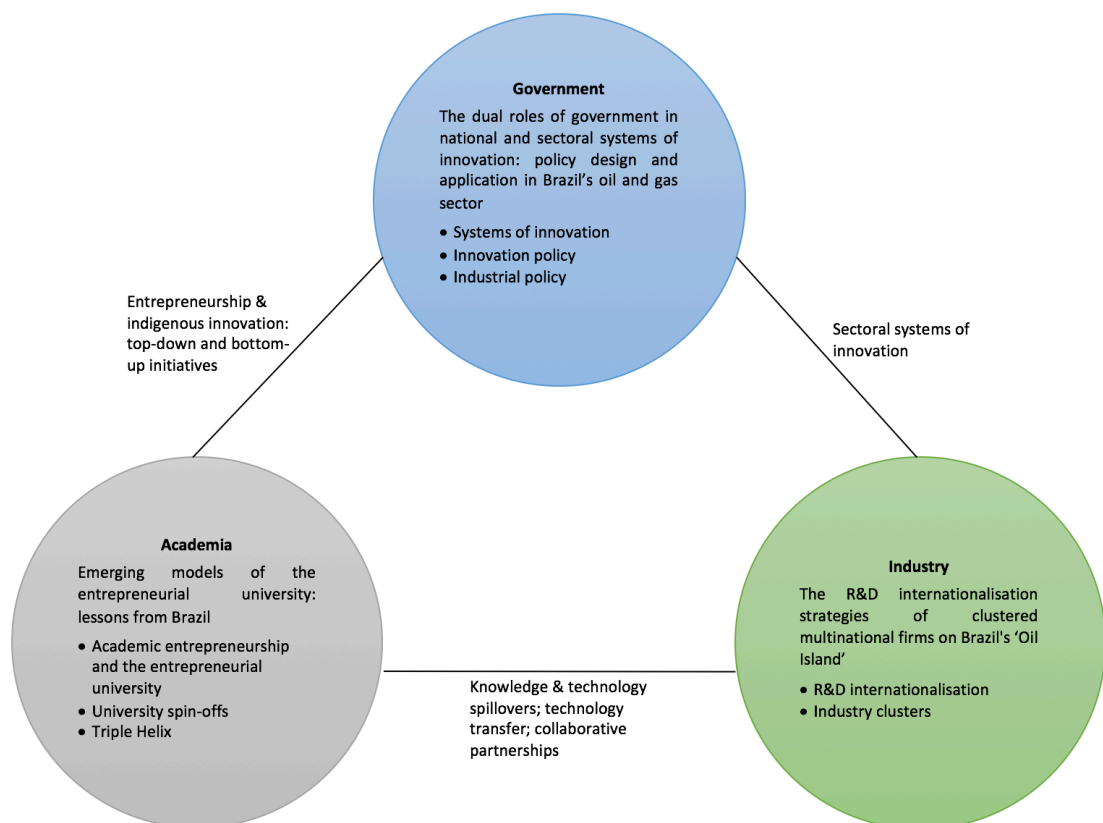 Government
The dual roles of government in
national and sectoral systems of
innovation: policy design and
application in Brazil’s oil and gas
sector
• Systems of innovation
• Innovation policy
• Industrial policy
Entrepreneurship &
indigenous innovation:
top-down and bottom-
up initiatives
Sectoral systems of
innovation
Academia
Emerging models of the
entrepreneurial university:
lessons from Brazil
• Academic entrepreneurship
and the entrepreneurial
university
• University spin-offs
• Triple Helix
Industry
The R&D internationalisation
strategies of clustered
multinational firms on Brazil's ‘Oil
Island’
• R&D internationalisation
• Industry clusters
Knowledge & technology
spillovers; technology
transfer; collaborative
partnerships